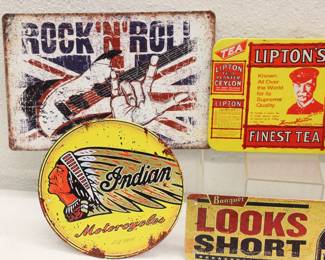 ROCK'N'ROLL
TEA
LIPTON'S
LIPTON
CEYLON
LIPTON
Known
All Over
the World
for its
Supreme
Quality
FINEST TEA
Indian
Motorcycles
Banquet
LOOKS
SHORT